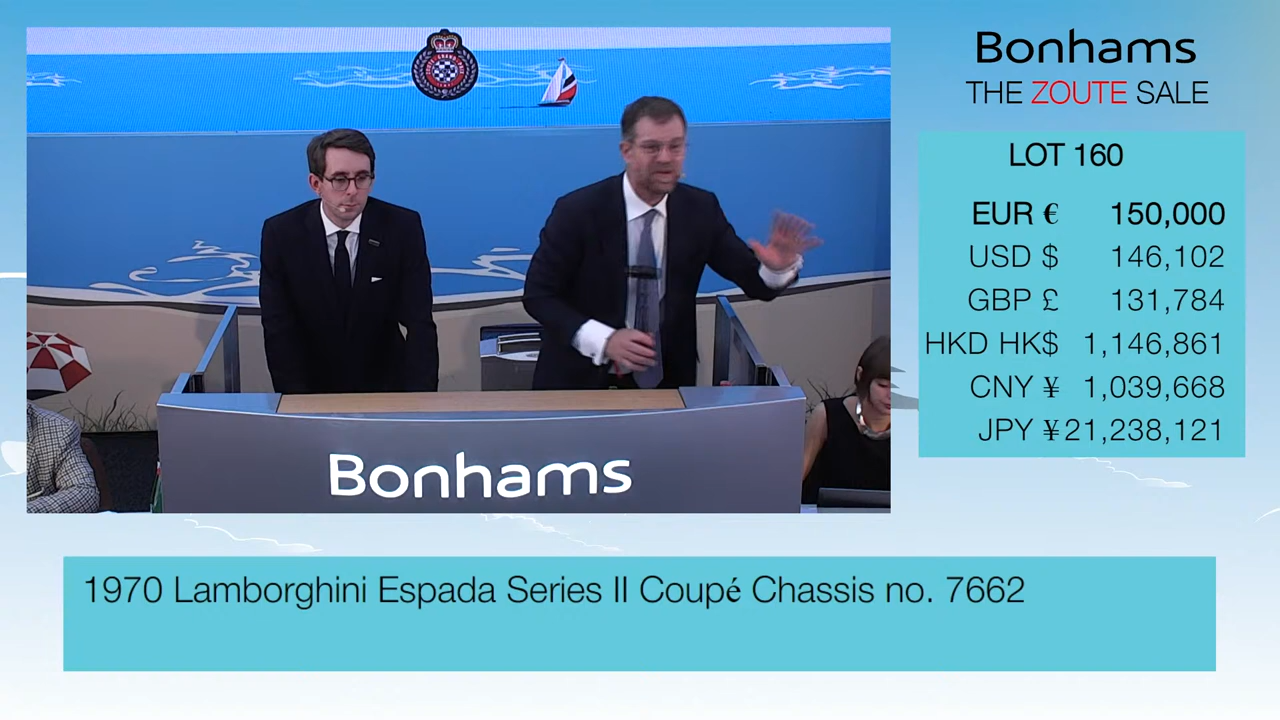 Bonhams
THE ZOUTE SALE
LOT 160
EUR € 150,000
USD $ 146,102
GBP £ 131,784
HKD HK$ 1,146,861
CNY ¥ 1,039,668
JPY ¥ 21,238,121
Bonhams
1970 Lamborghini Espada Series II Coupé Chassis no. 7662